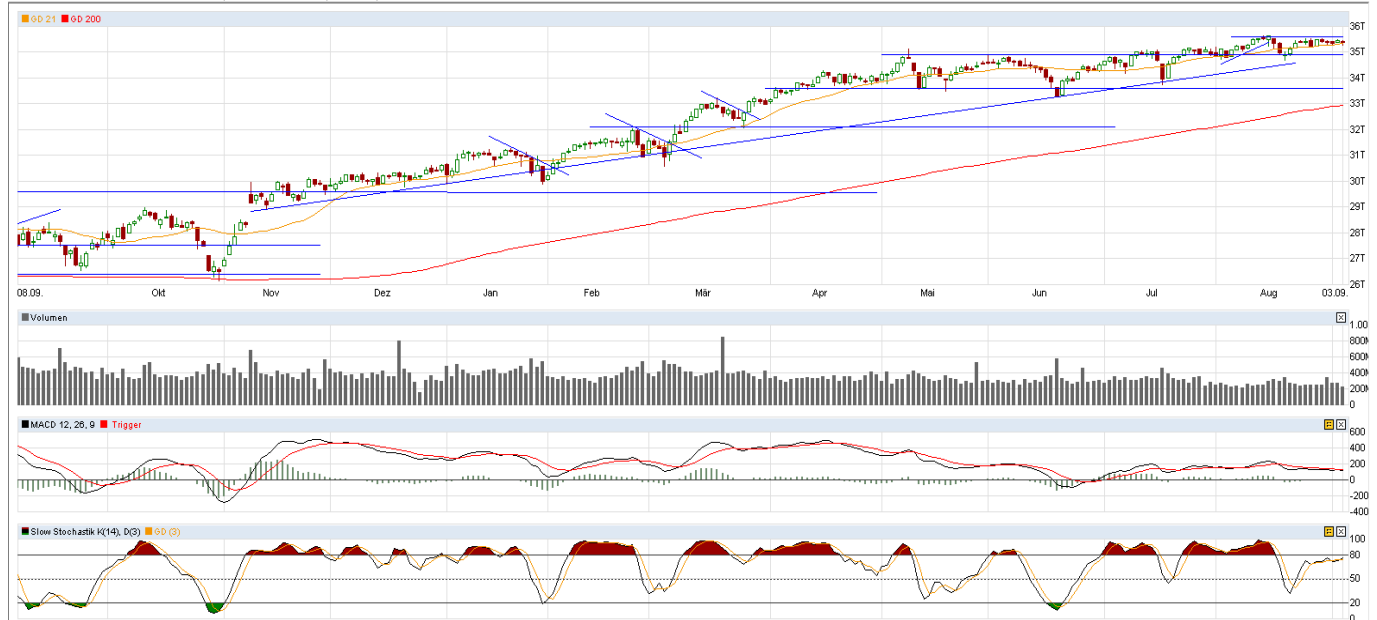 GD 21 GD 200
36T
35T
34T
33T
32T
31T
30T
29T
28T
27T
26T
08.09. Okt Nov Dez Jan Feb Mär Apr Mai Jun Jul Aug 03.09.
Volumen
1.00
800M
600M
400M
200M
0
MACD 12, 26, 9 Trigger
600
400
200
0
-200
-400
Slow Stochastik K(14), D(3) GD (3)
100
80
50
20
0